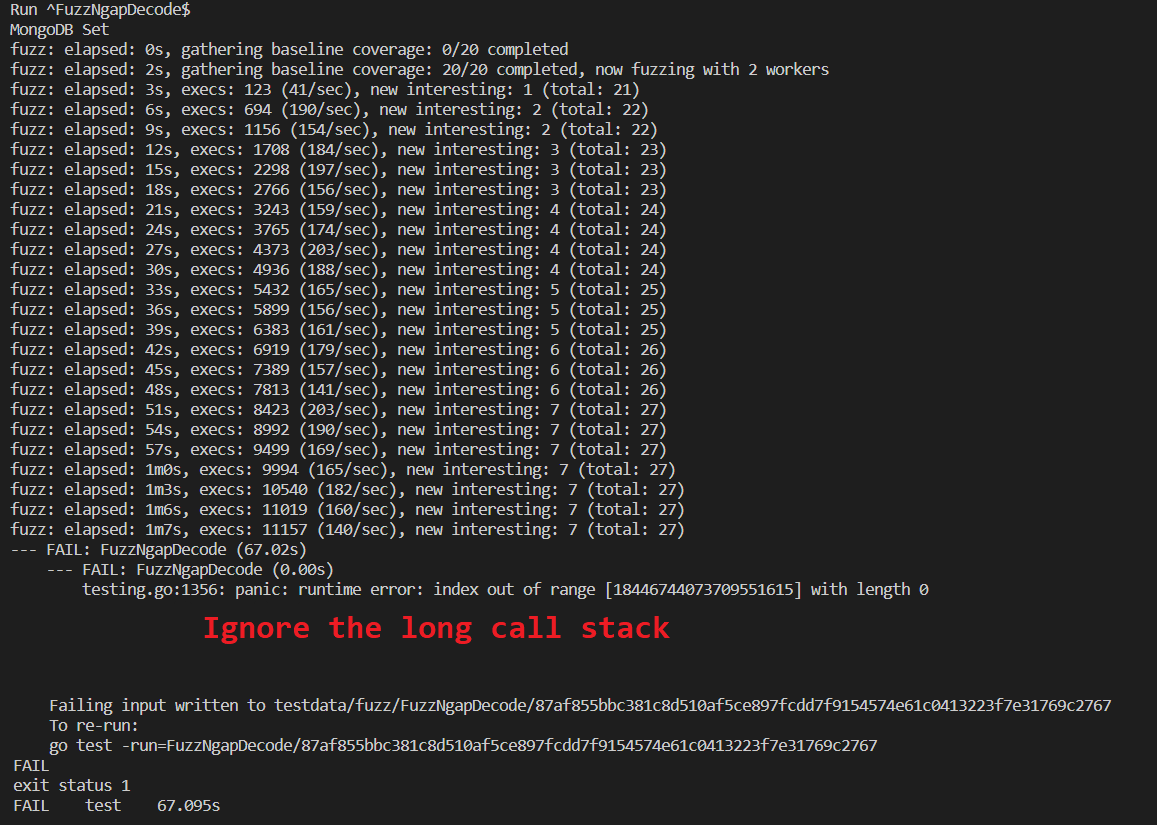 Run ^FuzzNgapDecode$
MongoDB Set
fuzz: elapsed: 0s, gathering baseline coverage: 0/20 completed
fuzz: elapsed: 2s, gathering baseline coverage: 20/20 completed, now fuzzing with 2 workers
fuzz: elapsed: 3s, execs: 123 (41/sec), new interesting: 1 (total: 21)
fuzz: elapsed: 6s, execs: 694 (190/sec), new interesting: 2 (total: 22)
fuzz: elapsed: 9s, execs: 1156 (154/sec), new interesting: 2 (total: 22)
fuzz: elapsed: 12s, execs: 1708 (184/sec), new interesting: 3 (total: 23)
fuzz: elapsed: 15s, execs: 2298 (197/sec), new interesting: 3 (total: 23)
fuzz: elapsed: 18s, execs: 2766 (156/sec), new interesting: 3 (total: 23)
fuzz: elapsed: 21s, execs: 3243 (159/sec), new interesting: 4 (total: 24)
fuzz: elapsed: 24s, execs: 3765 (174/sec), new interesting: 4 (total: 24)
fuzz: elapsed: 27s, execs: 4373 (203/sec), new interesting: 4 (total: 24)
fuzz: elapsed: 30s, execs: 4936 (188/sec), new interesting: 4 (total: 24)
fuzz: elapsed: 33s, execs: 5432 (165/sec), new interesting: 5 (total: 25)
fuzz: elapsed: 36s, execs: 5899 (156/sec), new interesting: 5 (total: 25)
fuzz: elapsed: 39s, execs: 6383 (161/sec), new interesting: 5 (total: 25)
fuzz: elapsed: 42s, execs: 6919 (179/sec), new interesting: 6 (total: 26)
fuzz: elapsed: 45s, execs: 7389 (157/sec), new interesting: 6 (total: 26)
fuzz: elapsed: 48s, execs: 7813 (141/sec), new interesting: 6 (total: 26)
fuzz: elapsed: 51s, execs: 8423 (203/sec), new interesting: 7 (total: 27)
fuzz: elapsed: 54s, execs: 8992 (190/sec), new interesting: 7 (total: 27)
fuzz: elapsed: 57s, execs: 9499 (169/sec), new interesting: 7 (total: 27)
fuzz: elapsed: 1m0s, execs: 9994 (165/sec), new interesting: 7 (total: 27)
fuzz: elapsed: 1m3s, execs: 10540 (182/sec), new interesting: 7 (total: 27)
fuzz: elapsed: 1m6s, execs: 11019 (160/sec), new interesting: 7 (total: 27)
fuzz: elapsed: 1m7s, execs: 11157 (140/sec), new interesting: 7 (total: 27)
--- FAIL: FuzzNgapDecode (67.02s)
--- FAIL: FuzzNgapDecode (0.00s)
testing.go:1356: panic: runtime error: index out of range [18446744073709551615] with length 0
Ignore the long call stack
Failing input written to testdata/fuzz/FuzzNgapDecode/87af855bbc381c8d510af5ce897fcdd7f9154574e61c0413223f7e31769c2767
To re-run:
go test -run=FuzzNgapDecode/87af855bbc381c8d510af5ce897fcdd7f9154574e61c0413223f7e31769c2767
FAIL
exit status 1
FAIL test 67.095s